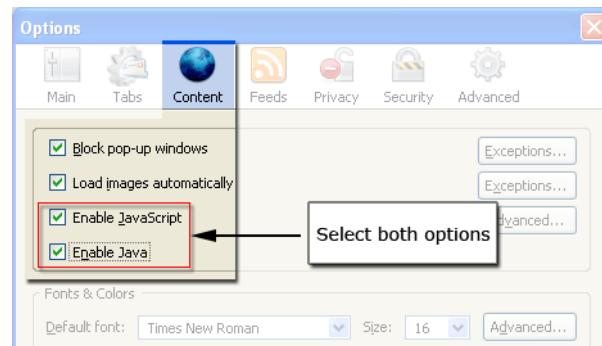 Options
Main Tabs Content Feeds Privacy Security Advanced
Block pop-up windows Exceptions...
Load images automatically Exceptions...
Enable JavaScript dvanced...
Enable Java
Select both options
Fonts & Colors
Default font: Times New Roman Size: 16 Advanced...